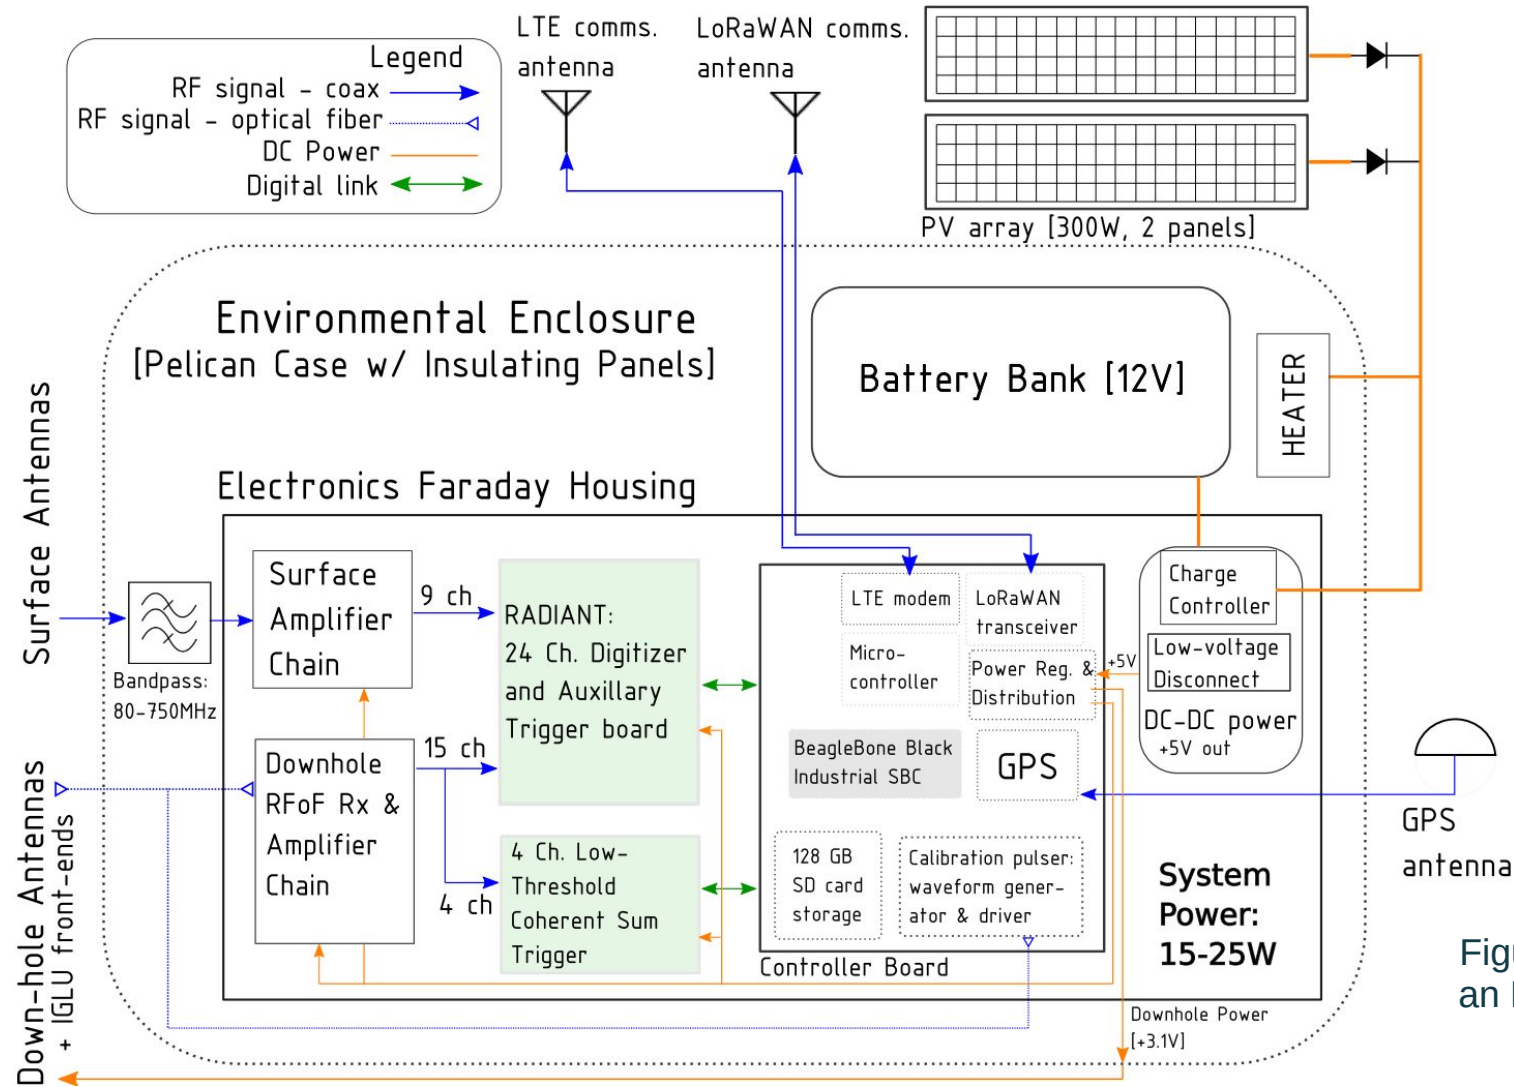 Legend
RF signal - coax
RF signal - optical fiber
DC Power
Digital link
LTE comms.
antenna
LoRaWAN comms.
antenna
PV array [300W, 2 panels]
Environmental Enclosure
[Pelican Case w/ Insulating Panels]
Battery Bank [12V]
HEATER
Electronics Faraday Housing
Surface Antennas
Bandpass:
80-750MHz
Surface
Amplifier
Chain
9 ch
RADIANT:
24 Ch. Digitizer
and Auxillary
Trigger board
15 ch
Downhole
RFoF Rx &
Amplifier
Chain
4 ch
4 Ch. Low-
Threshold
Coherent Sum
Trigger
LTE modem
LoRaWAN
transceiver
Micro-
controller
Power Reg. &
Distribution
+5V
BeagleBone Black
Industrial SBC
GPS
128 GB
SD card
storage
Calibration pulser:
waveform gener-
ator & driver
Controller Board
Charge
Controller
Low-voltage
Disconnect
DC-DC power
+5V out
GPS
antenna
System
Power:
15-25W
Downhole Power
[+3.1V]
Down-hole Antennas
+ IGLU front-ends